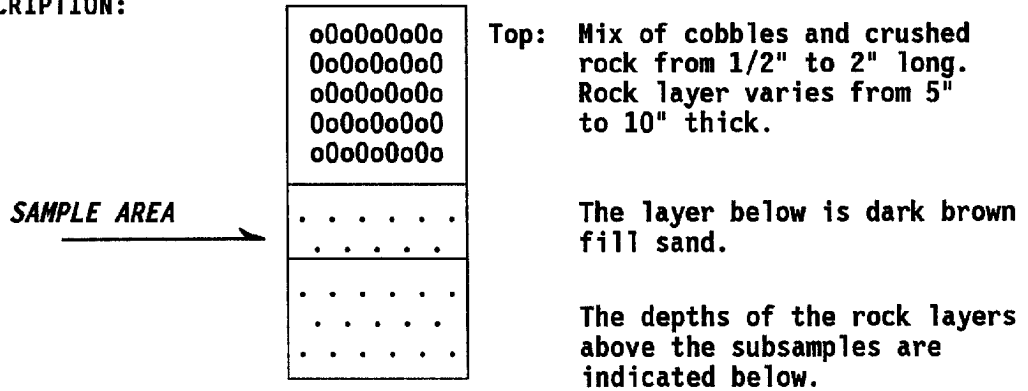 CRIPTION:
o0o0o0o0o
0o0o0o0o0
o0o0o0o0o
0o0o0o0o0
o0o0o0o0o
Top: Mix of cobbles and crushed
rock from 1/2" to 2" long.
Rock layer varies from 5"
to 10" thick.
SAMPLE AREA
The layer below is dark brown
fill sand.
The depths of the rock layers
above the subsamples are
indicated below.